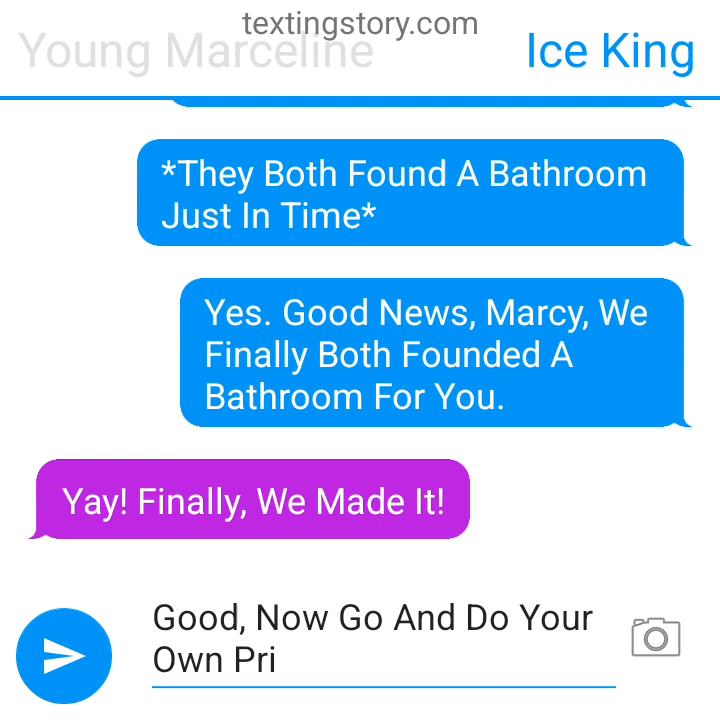 textingstory.com
Young Marceline
Ice King
*They Both Found A Bathroom
Just In Time*
Yes. Good News, Marcy, We
Finally Both Founded A
Bathroom For You.
Yay! Finally, We Made It!
Good, Now Go And Do Your
Own Pri